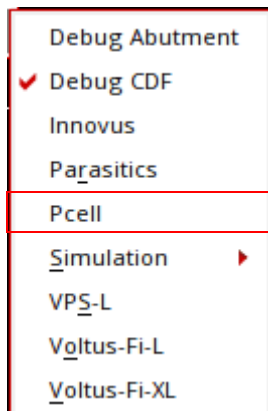 Debug Abutment
Debug CDF
Innovus
Parasitics
Pcell
Simulation
VPS-L
Voltus-Fi-L
Voltus-Fi-XL